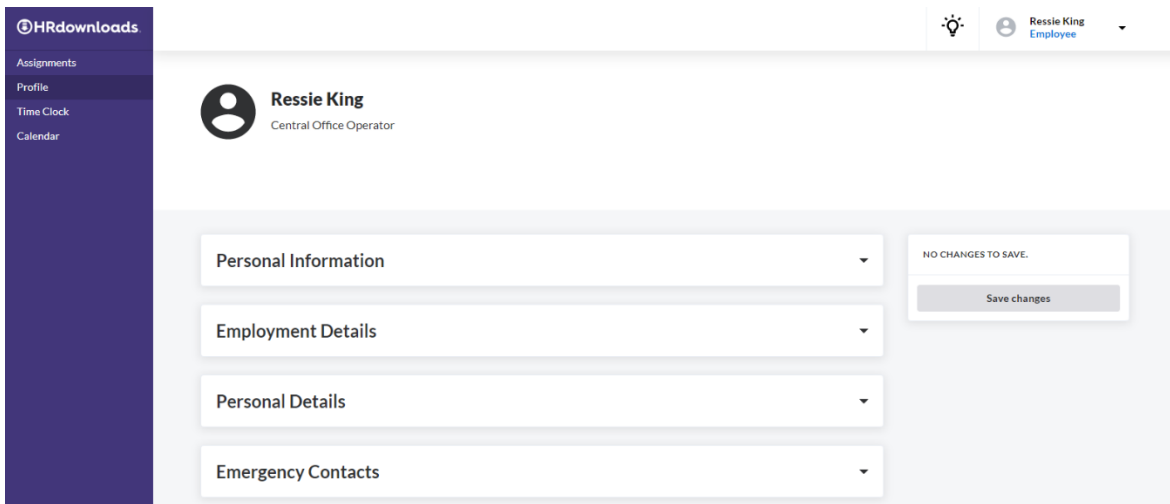 HRdownloads
Ressie King
Employee
Assignments
Profile
Time Clock
Calendar
Ressie King
Central Office Operator
Personal Information
NO CHANGES TO SAVE.
Save changes
Employment Details
Personal Details
Emergency Contacts